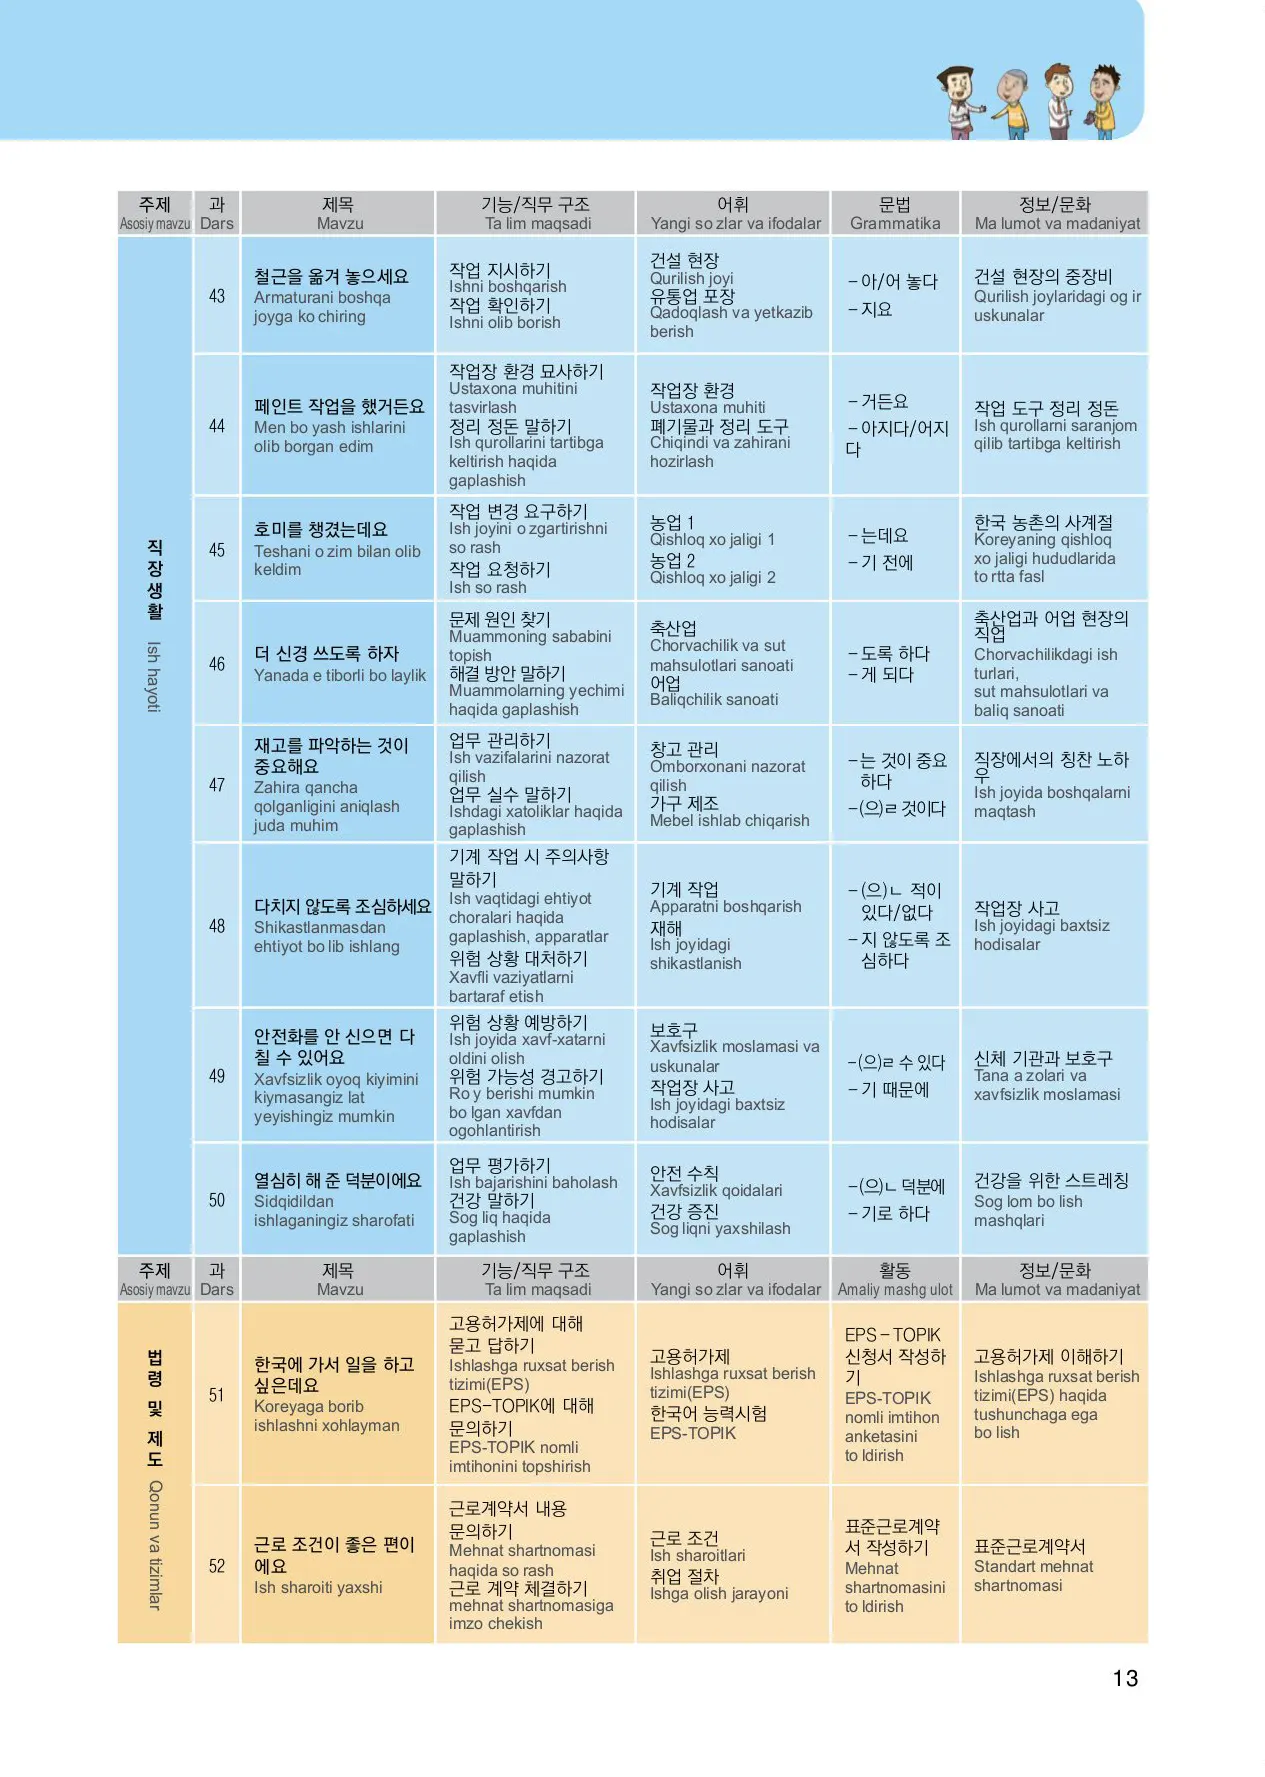 주제 과 제목 기능/직무 구조 어휘 문법 정보/문화
Asosiy mavzu Dars Mavzu Ta lim maqsadi Yangi so zlar va ifodalar Grammatika Ma lumot va madaniyat
직장생활 Ish hayoti
43
철근을 옮겨 놓으세요
Armaturani boshqa
joyga ko chiring
작업 지시하기
Ishni boshqarish
작업 확인하기
Ishni olib borish
건설 현장
Qurilish joyi
유통업 포장
Qadoqlash va yetkazib
berish
–아/어 놓다
–지요
건설 현장의 중장비
Qurilish joylaridagi og ir
uskunalar
44
페인트 작업을 했거든요
Men bo yash ishlarini
olib borgan edim
작업장 환경 묘사하기
Ustaxona muhitini
tasvirlash
정리 정돈 말하기
Ish qurollarini tartibga
keltirish haqida
gaplashish
작업장 환경
Ustaxona muhiti
폐기물과 정리 도구
Chiqindi va zahirani
hozirlash
–거든요
–아지다/어지
다
작업 도구 정리 정돈
Ish qurollarni saranjom
qilib tartibga keltirish
45
호미를 챙겼는데요
Teshani o zim bilan olib
keldim
작업 변경 요구하기
Ish joyini o zgartirishni
so rash
작업 요청하기
Ish so rash
농업 1
Qishloq xo jaligi 1
농업 2
Qishloq xo jaligi 2
–는데요
–기 전에
한국 농촌의 사계절
Koreyaning qishloq
xo jaligi hududlarida
to rtta fasl
46
더 신경 쓰도록 하자
Yanada e tiborli bo laylik
문제 원인 찾기
Muammoning sababini
topish
해결 방안 말하기
Muammolarning yechimi
haqida gaplashish
축산업
Chorvachilik va sut
mahsulotlari sanoati
어업
Baliqchilik sanoati
–도록 하다
–게 되다
축산업과 어업 현장의
직업
Chorvachilikdagi ish
turlari,
sut mahsulotlari va
baliq sanoati
47
재고를 파악하는 것이
중요해요
Zahira qancha
qolganligini aniqlash
juda muhim
업무 관리하기
Ish vazifalarini nazorat
qilish
업무 실수 말하기
Ishdagi xatoliklar haqida
gaplashish
창고 관리
Omborxonani nazorat
qilish
가구 제조
Mebel ishlab chiqarish
–는 것이 중요
하다
–(으)ㄹ 것이다
직장에서의 칭찬 노하
우
Ish joyida boshqalarni
maqtash
48
다치지 않도록 조심하세요
Shikastlanmasdan
ehtiyot bo lib ishlang
기계 작업 시 주의사항
말하기
Ish vaqtidagi ehtiyot
choralari haqida
gaplashish, apparatlar
위험 상황 대처하기
Xavfli vaziyatlarni
bartaraf etish
기계 작업
Apparatni boshqarish
재해
Ish joyidagi
shikastlanish
–(으)ㄴ 적이
있다/없다
–지 않도록 조
심하다
작업장 사고
Ish joyidagi baxtsiz
hodisalar
49
안전화를 안 신으면 다
칠 수 있어요
Xavfsizlik oyoq kiyimini
kiymasangiz lat
yeyishingiz mumkin
위험 상황 예방하기
Ish joyida xavf-xatarni
oldini olish
위험 가능성 경고하기
Ro y berishi mumkin
bo lgan xavfdan
ogohlantirish
보호구
Xavfsizlik moslamasi va
uskunalar
작업장 사고
Ish joyidagi baxtsiz
hodisalar
–(으)ㄹ 수 있다
–기 때문에
신체 기관과 보호구
Tana a zolari va
xavfsizlik moslamasi
50
열심히 해 준 덕분이에요
Sidqidildan
ishlaganingiz sharofati
업무 평가하기
Ish bajarishini baholash
건강 말하기
Sog liq haqida
gaplashish
안전 수칙
Xavfsizlik qoidalari
건강 증진
Sog liqni yaxshilash
–(으)ㄴ 덕분에
–기로 하다
건강을 위한 스트레칭
Sog lom bo lish
mashqlari
주제 과 제목 기능/직무 구조 어휘 활동 정보/문화
Asosiy mavzu Dars Mavzu Ta lim maqsadi Yangi so zlar va ifodalar Amaliy mashg ulot Ma lumot va madaniyat
법령 및 제도 Qonun va tizimlar
51
한국에 가서 일을 하고
싶은데요
Koreyaga borib
ishlashni xohlayman
고용허가제에 대해
묻고 답하기
Ishlashga ruxsat berish
tizimi(EPS)
EPS-TOPIK에 대해
문의하기
EPS-TOPIK nomli
imtihonini topshirish
고용허가제
Ishlashga ruxsat berish
tizimi(EPS)
한국어 능력시험
EPS-TOPIK
EPS–TOPIK
신청서 작성하
기
EPS-TOPIK
nomli imtihon
anketasini
to ldirish
고용허가제 이해하기
Ishlashga ruxsat berish
tizimi(EPS) haqida
tushunchaga ega
bo lish
52
근로 조건이 좋은 편이
에요
Ish sharoiti yaxshi
근로계약서 내용
문의하기
Mehnat shartnomasi
haqida so rash
근로 계약 체결하기
mehnat shartnomasiga
imzo chekish
근로 조건
Ish sharoitlari
취업 절차
Ishga olish jarayoni
표준근로계약
서 작성하기
Mehnat
shartnomasini
to ldirish
표준근로계약서
Standart mehnat
shartnomasi
13